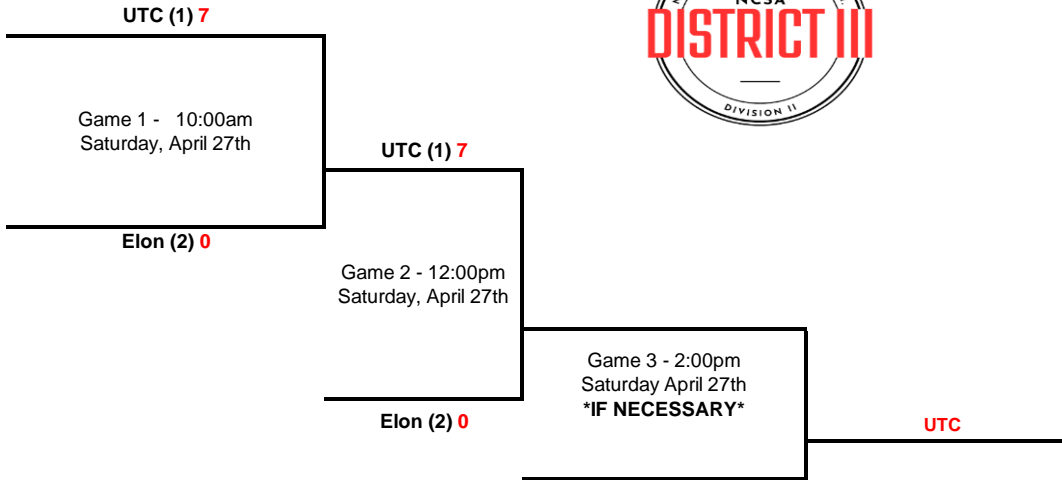 UTC (1) 7
NCSA
DISTRICT III
DIVISION II
Game 1 - 10:00am
Saturday, April 27th
UTC (1) 7
Elon (2) 0
Game 2 - 12:00pm
Saturday, April 27th
Game 3 - 2:00pm
Saturday April 27th
*IF NECESSARY*
Elon (2) 0
UTC